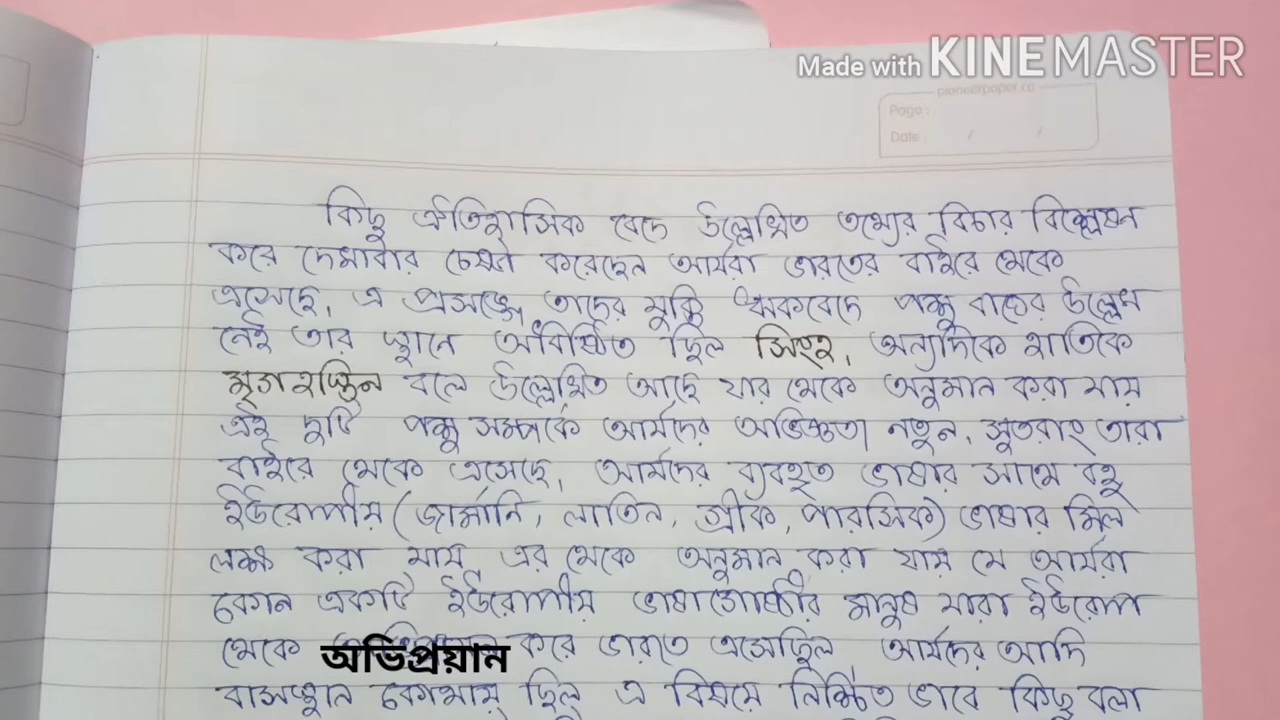 Made with KINEMASTER
pioneerpaper.co
Page :
Date : / /
কিছু ঐতিহাসিক বেদে উল্লেখিত তথ্যের বিচার বিশ্লেষন
করে দেখাবার চেষ্টা করেছেন আর্যরা ভারতের বাইরে থেকে
এসেছে, এ প্রসঙ্গে তাদের যুক্তি ঋকবেদে পশু বাঘের উল্লেখ
নেই তার স্থানে অধিষ্ঠিত ছিল সিংহ, অন্যদিকে হাতিকে
মৃগহস্তিন বলে উল্লেখিত আছে যার থেকে অনুমান করা যায়
এই দুটি পশু সম্পর্কে আর্যদের অভিজ্ঞতা নতুন, সুতরাং তারা
বাইরে থেকে এসেছে, আর্যদের ব্যবহৃত ভাষার সাথে বহু
ইউরোপীয় (জার্মানি, লাতিন, গ্রীক, পারসিক) ভাষার মিল
লক্ষ করা যায় এর থেকে অনুমান করা যায় যে আর্যরা
কোন একটি ইউরোপীয় ভাষাগোষ্ঠীর মানুষ যারা ইউরোপ
থেকে অভিপ্রয়ান করে ভারতে এসেছিল আর্যদের আদি
বাসস্থান কোথায় ছিল এ বিষয়ে নিশ্চিত ভাবে কিছু বলা